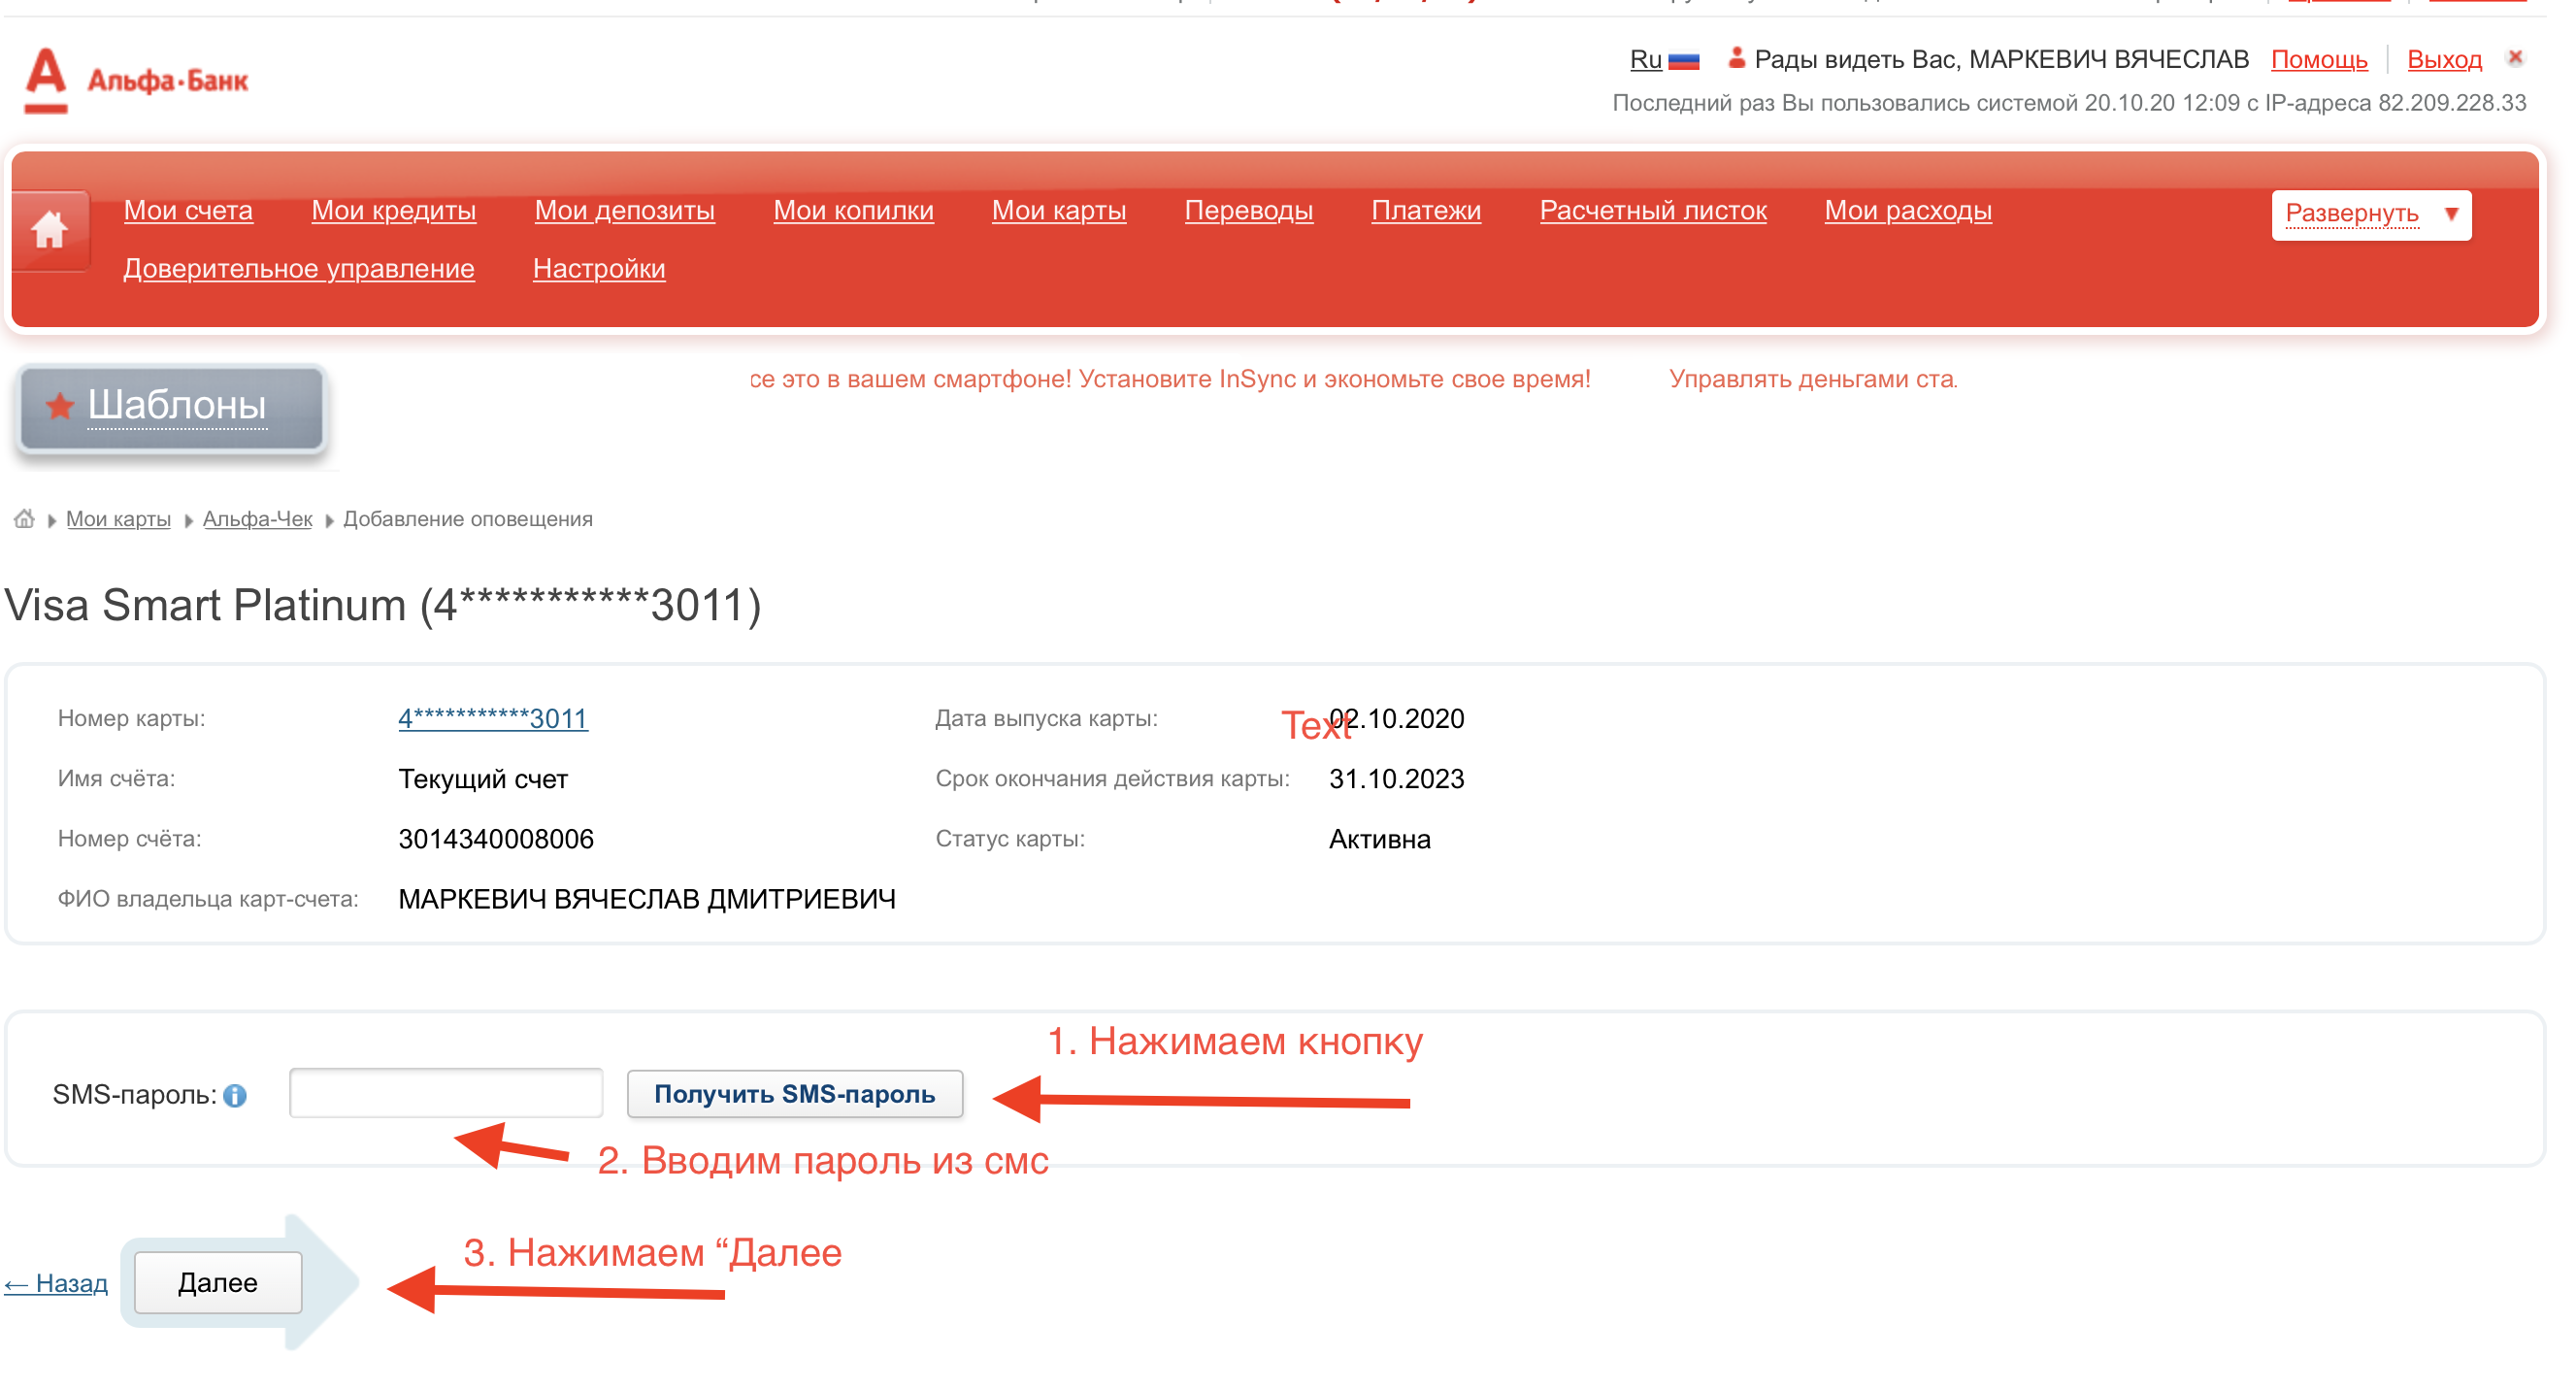 Альфа·Банк
Ru Рады видеть Вас, МАРКЕВИЧ ВЯЧЕСЛАВ Помощь Выход
Последний раз Вы пользовались системой 20.10.20 12:09 с IP-адреса 82.209.228.33
Мои счета Мои кредиты Мои депозиты Мои копилки Мои карты Переводы Платежи Расчетный листок Мои расходы Развернуть
Доверительное управление Настройки
Шаблоны
се это в вашем смартфоне! Установите InSync и экономьте свое время! Управлять деньгами ста.
Мои карты Альфа-Чек Добавление оповещения
Visa Smart Platinum (4***********3011)
Номер карты: 4***********3011 Дата выпуска карты: Text 02.10.2020
Имя счёта: Текущий счет Срок окончания действия карты: 31.10.2023
Номер счёта: 3014340008006 Статус карты: Активна
ФИО владельца карт-счета: МАРКЕВИЧ ВЯЧЕСЛАВ ДМИТРИЕВИЧ
1. Нажимаем кнопку
SMS-пароль: Получить SMS-пароль
2. Вводим пароль из смс
3. Нажимаем “Далее
← Назад Далее